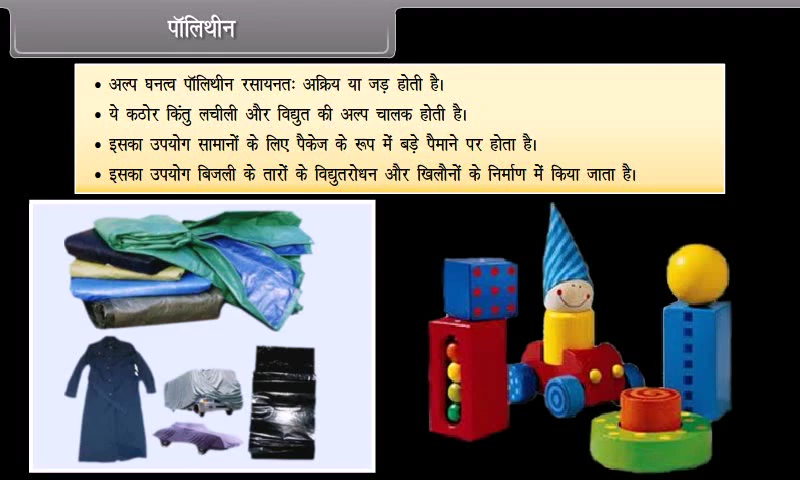 पॉलिथीन
• अल्प घनत्व पॉलिथीन रसायनतः अक्रिय या जड़ होती है।
• ये कठोर किंतु लचीली और विद्युत की अल्प चालक होती है।
• इसका उपयोग सामानों के लिए पैकेज के रूप में बड़े पैमाने पर होता है।
• इसका उपयोग बिजली के तारों के विद्युतरोधन और खिलौनों के निर्माण में किया जाता है।